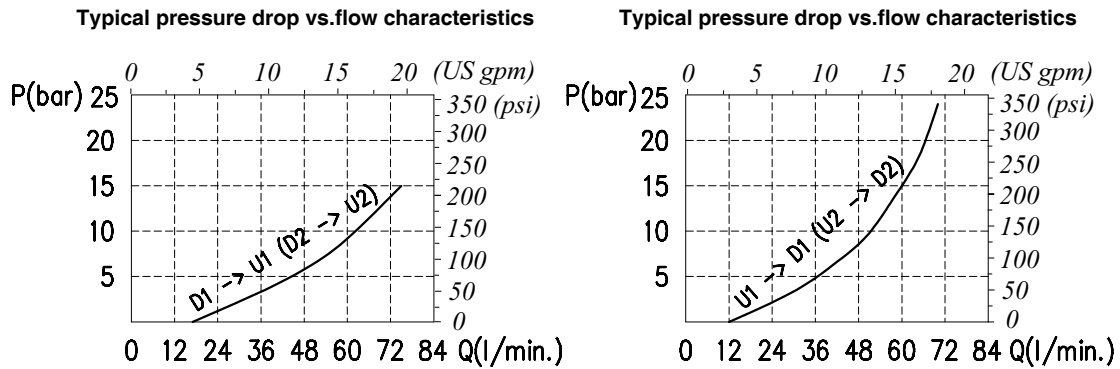 Typical pressure drop vs.flow characteristics
0 5 10 15 20 (US gpm)
P(bar) 25
20
15
10
5
350 (psi)
300
250
200
150
100
50
0
D1 -> U1 (D2 -> U2)
0 12 24 36 48 60 72 84 Q(l/min.)
Typical pressure drop vs.flow characteristics
0 5 10 15 20 (US gpm)
P(bar) 25
20
15
10
5
350 (psi)
300
250
200
150
100
50
0
U1 -> D1 (U2 -> D2)
0 12 24 36 48 60 72 84 Q(l/min.)